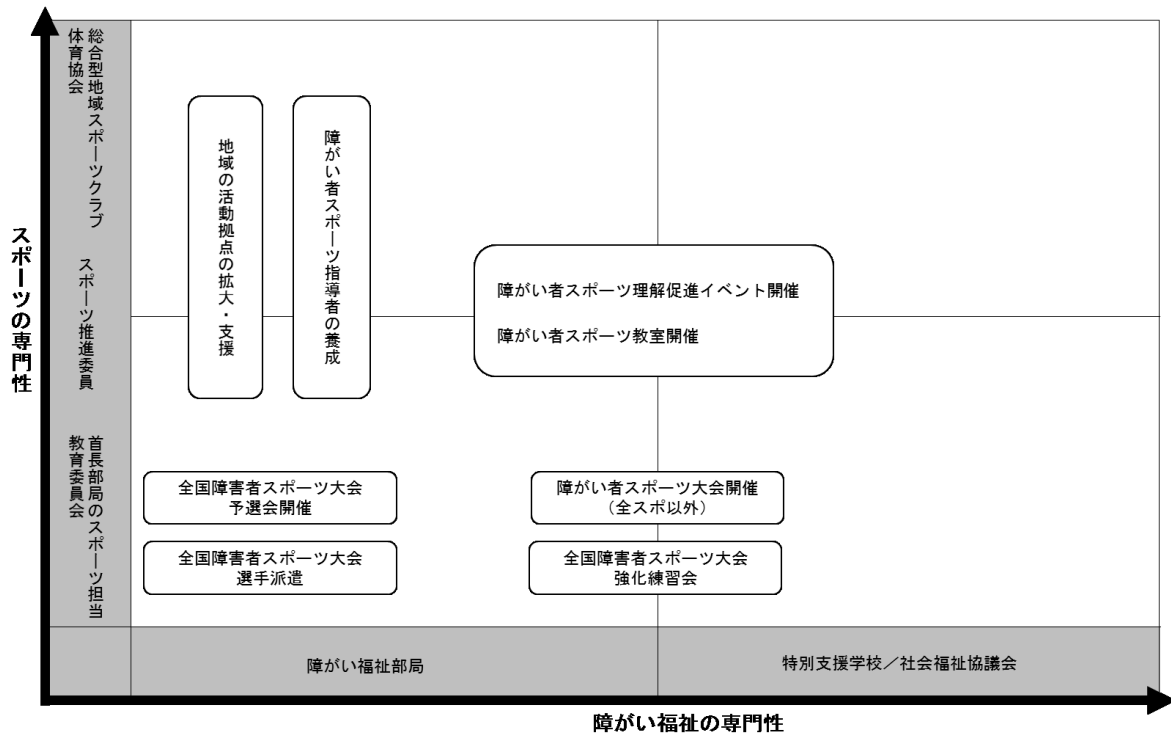 スポーツの専門性
総合型地域スポーツクラブ
体育協会
スポーツ推進委員
首長部局のスポーツ担当
教育委員会
地域の活動拠点の拡大・支援
障がい者スポーツ指導者の養成
障がい者スポーツ理解促進イベント開催
障がい者スポーツ教室開催
全国障害者スポーツ大会
予選会開催
障がい者スポーツ大会開催
（全スポ以外）
全国障害者スポーツ大会
選手派遣
全国障害者スポーツ大会
強化練習会
障がい福祉部局
特別支援学校／社会福祉協議会
障がい福祉の専門性